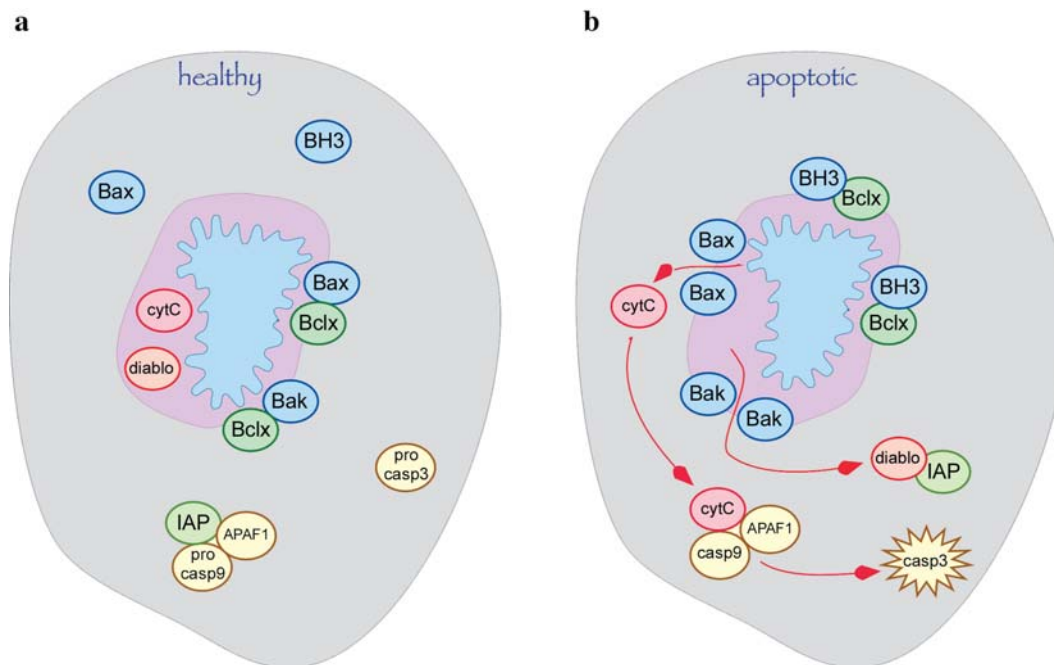 a
healthy
BH3
Bax
Bax
cytC
Bclx
diablo
Bak
Bclx
pro
casp3
IAP
APAF1
pro
casp9
b
apoptotic
BH3
Bclx
Bax
Bax
BH3
cytC
Bclx
Bak
Bak
diablo
IAP
cytC
APAF1
casp9
casp3